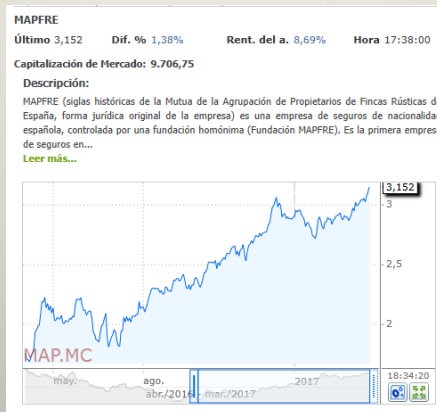 MAPFRE
Último 3,152 Dif. % 1,38% Rent. del a. 8,69% Hora 17:38:00
Capitalización de Mercado: 9.706,75
Descripción:
MAPFRE (siglas históricas de la Mutua de la Agrupación de Propietarios de Fincas Rústicas de
España, forma jurídica original de la empresa) es una empresa de seguros de nacionalidad
española, controlada por una fundación homónima (Fundación MAPFRE). Es la primera empresa
de seguros en...
Leer más...
3,152
3
2,5
2
MAP.MC
may. ago. 2017
abr./2016 mar./2017
18:34:20